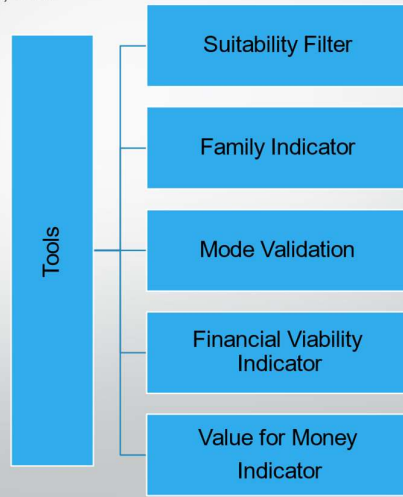 Tools
Suitability Filter
Family Indicator
Mode Validation
Financial Viability
Indicator
Value for Money
Indicator